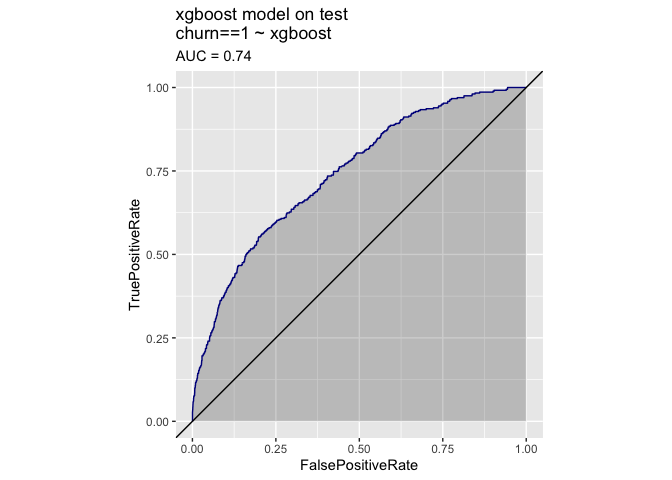 xgboost model on test
churn==1 ~ xgboost
AUC = 0.74
1.00
0.75
0.50
0.25
0.00
TruePositiveRate
0.00 0.25 0.50 0.75 1.00
FalsePositiveRate